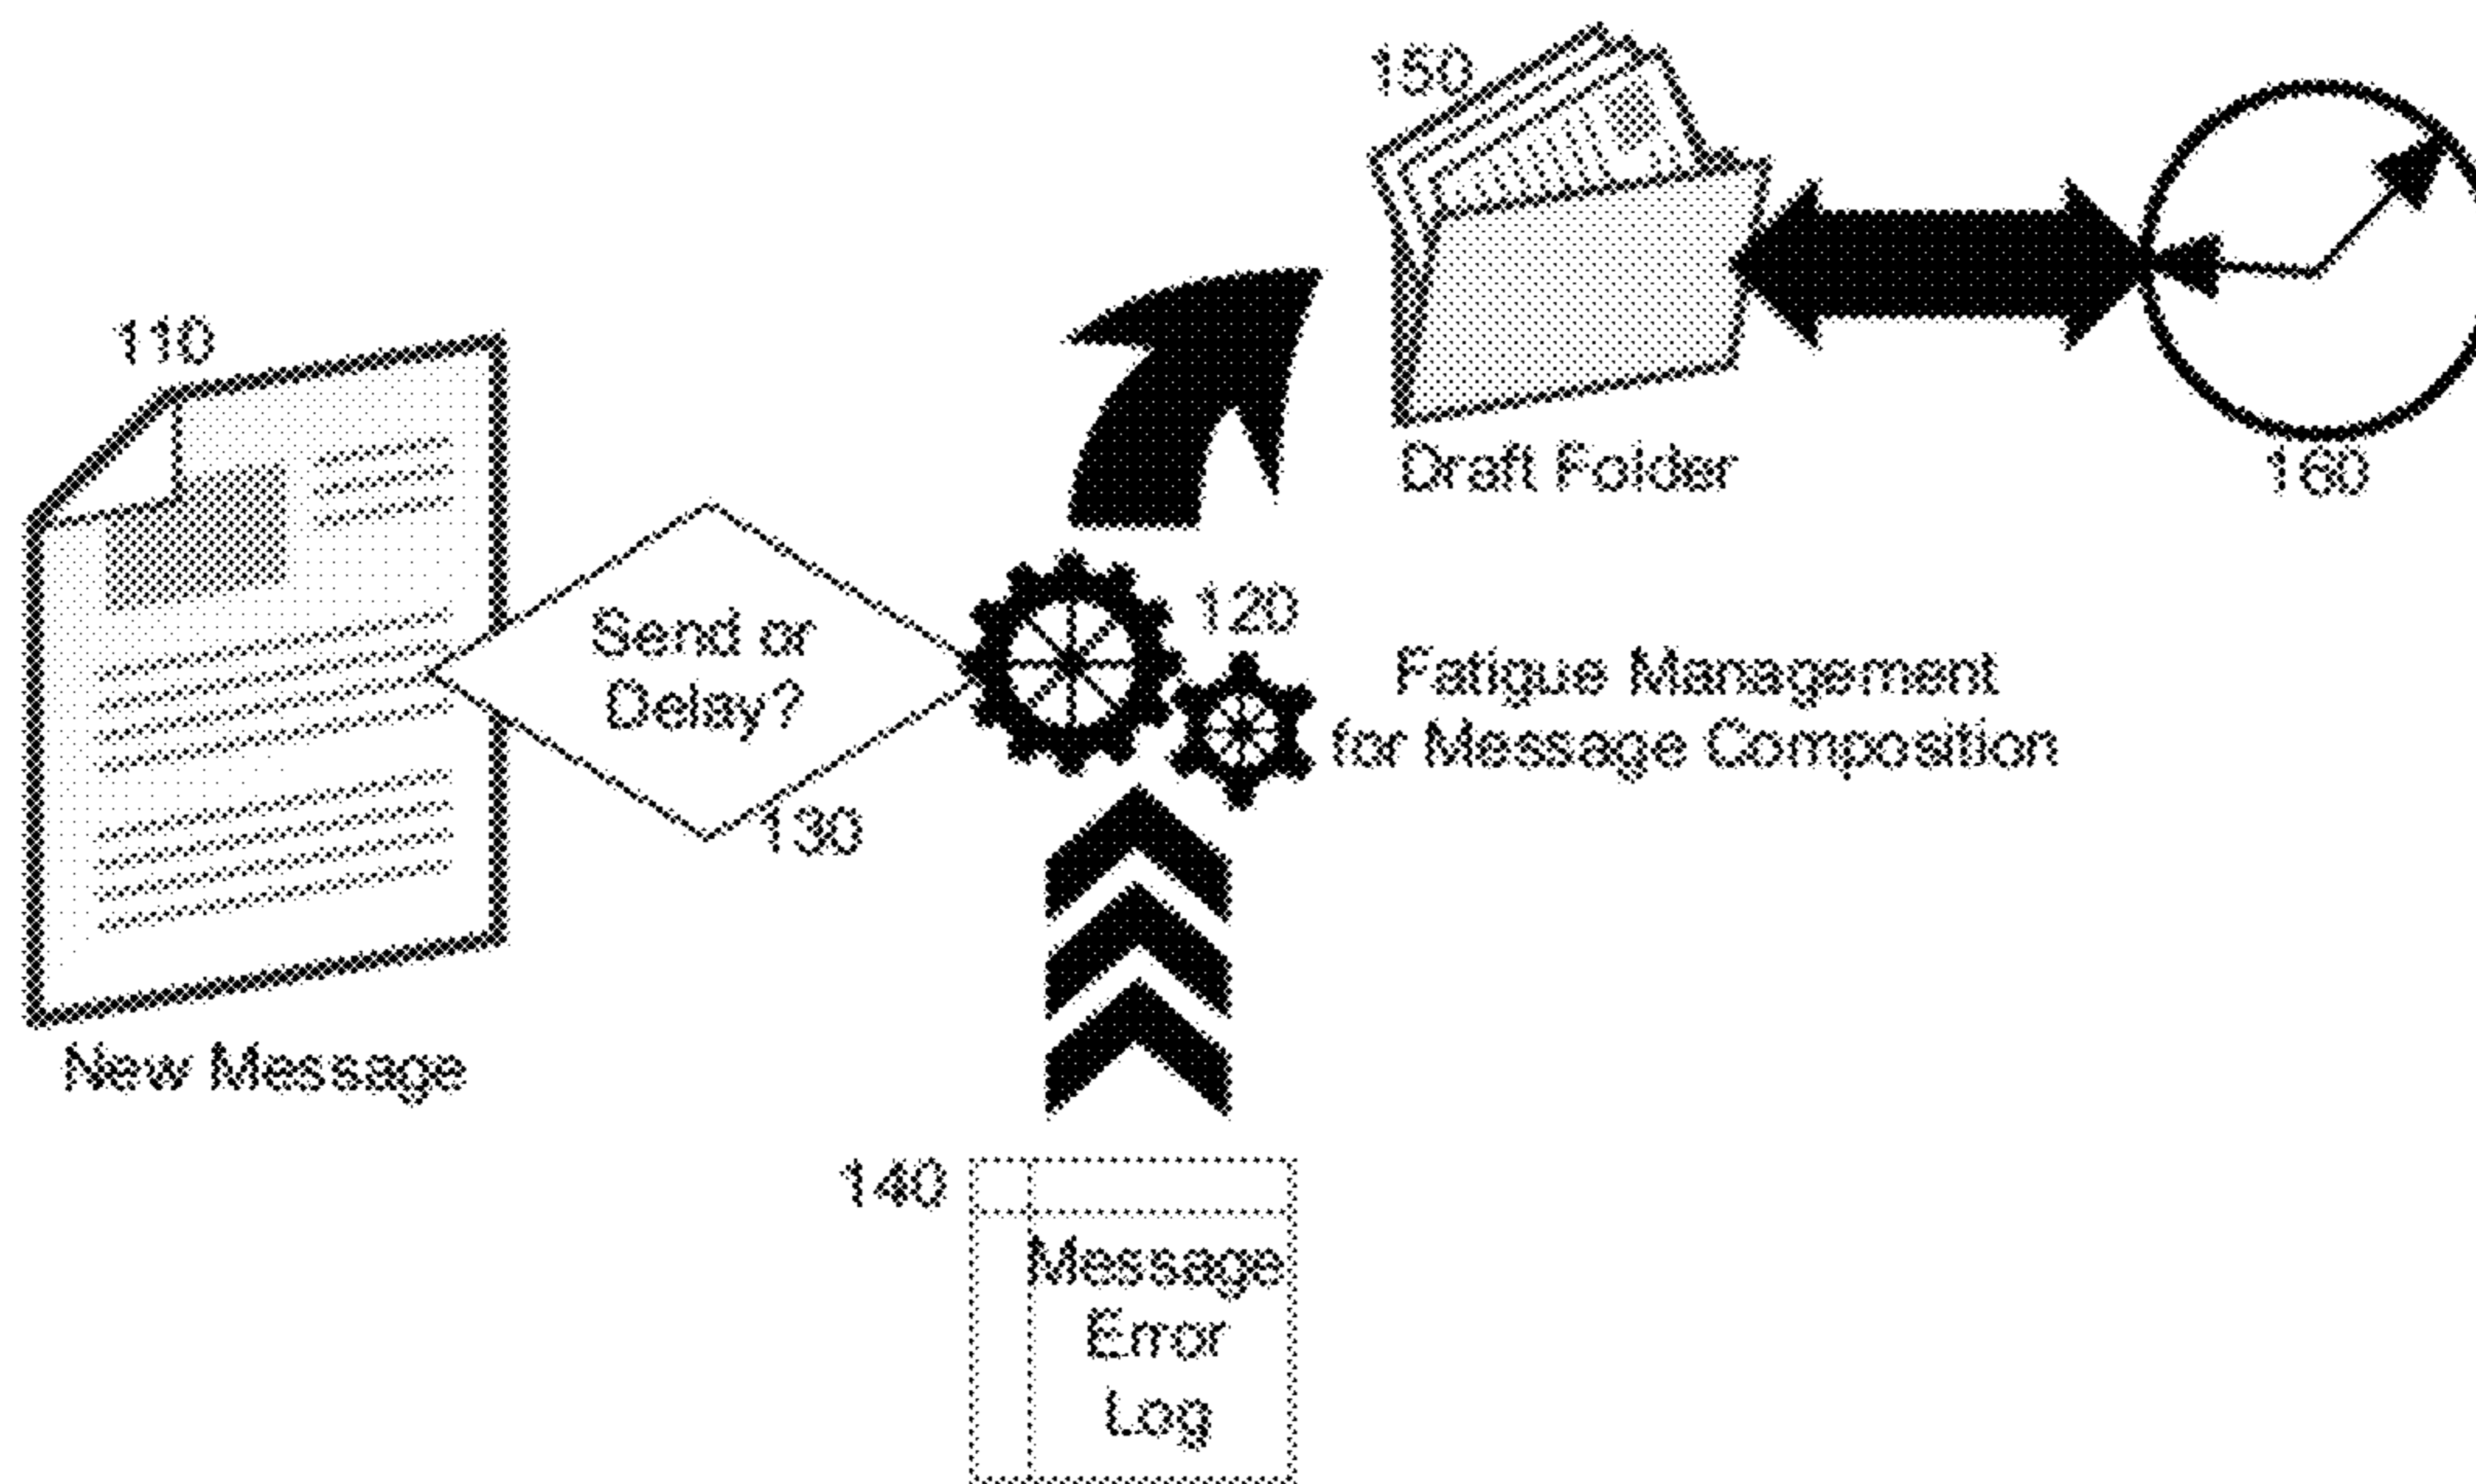 150
110
Draft Folder
160
120
Send or
Delay?
Fatigue Management
for Message Composition
130
New Message
140
Message
Error
Log